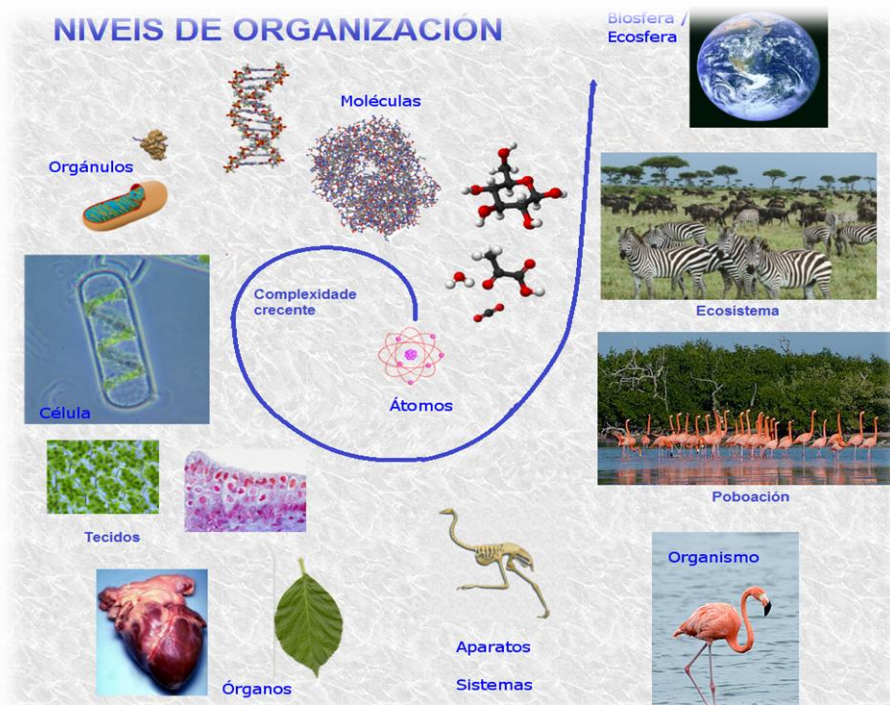 NIVEIS DE ORGANIZACIÓN
Biosfera /
Ecosfera
Moléculas
Orgánulos
Complexidade
crecente
Ecosistema
Átomos
Célula
Poboación
Tecidos
Organismo
Aparatos
Sistemas
Órganos